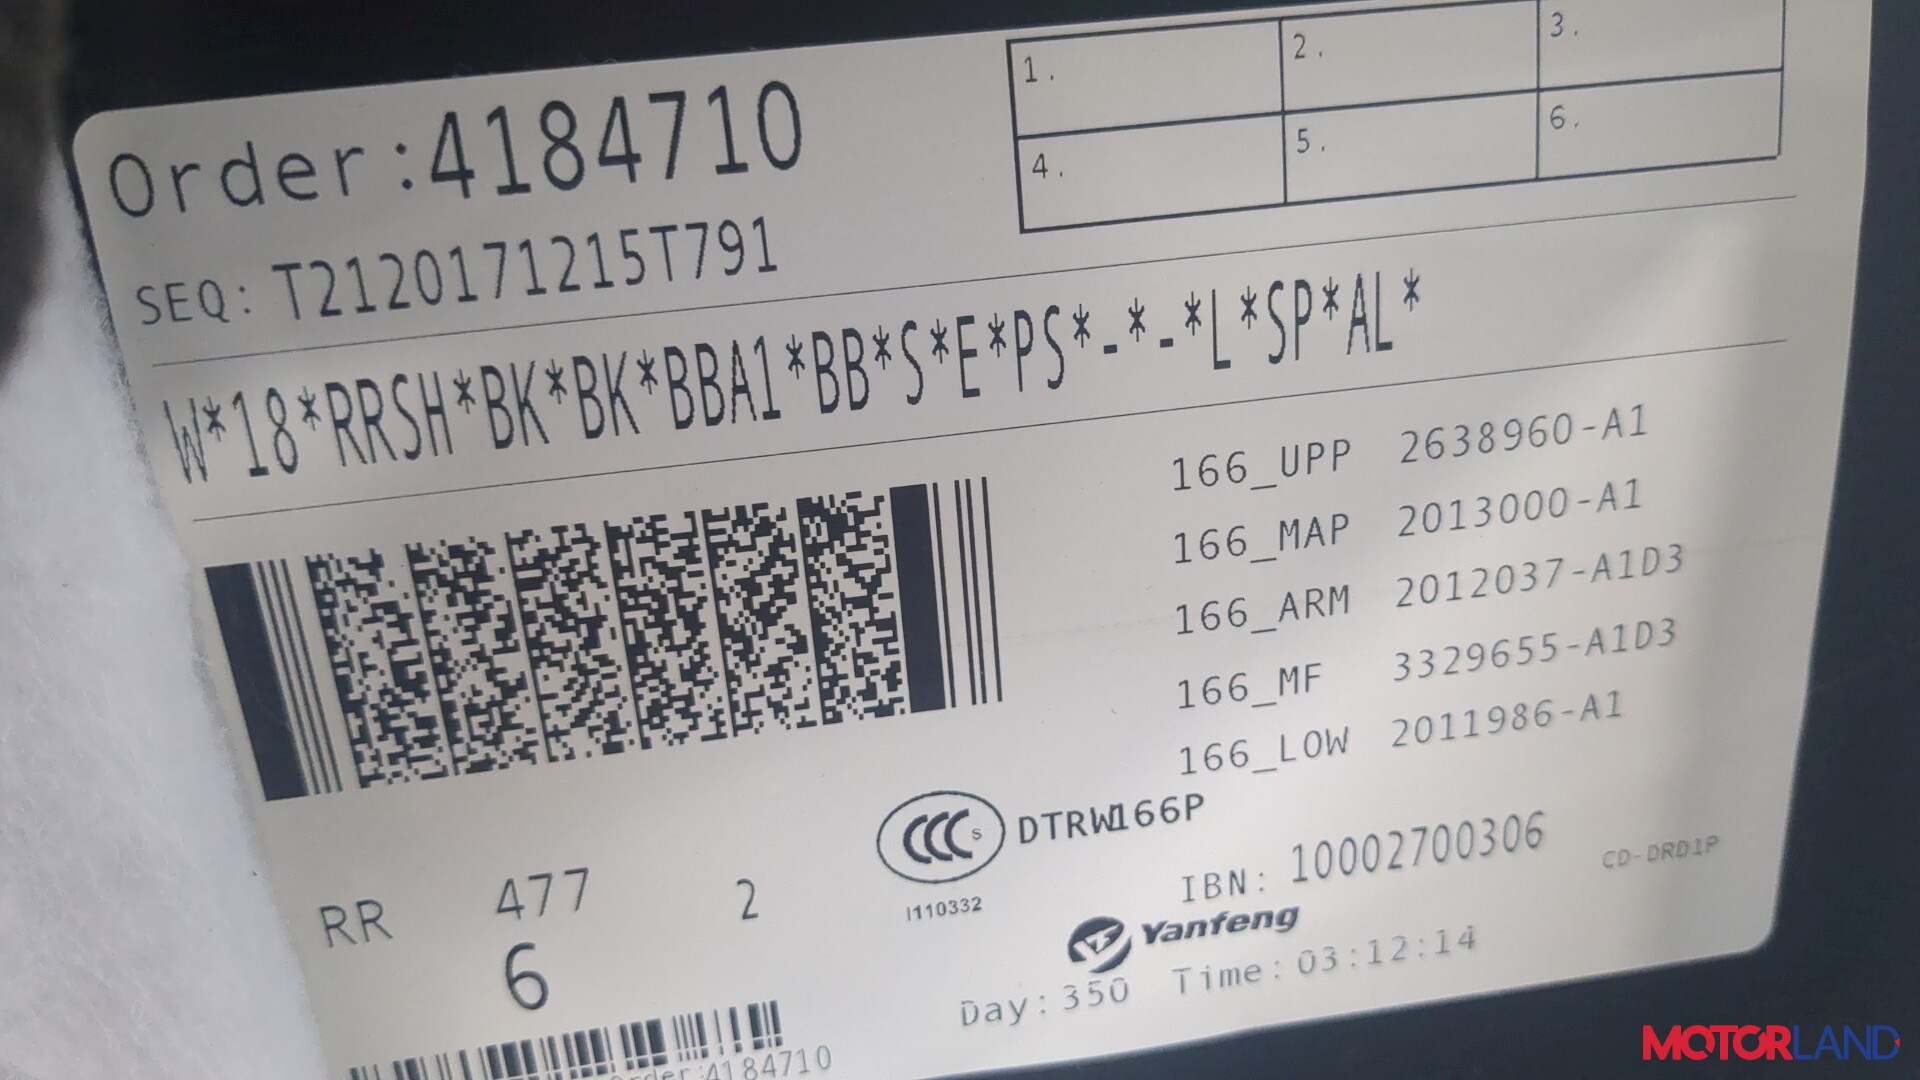 Order:4184710
1.
2.
3.
4.
5.
6.
SEQ: T2120171215T791
W*18*RRSH*BK*BK*BBA1*BB*S*E*PS*-*-*L*SP*AL*
166_UPP 2638960-A1
166_MAP 2013000-A1
166_ARM 2012037-A1D3
166_MF 3329655-A1D3
166_LOW 2011986-A1
CCC S DTRW166P
I110332
IBN: 10002700306
CD-DRD1P
RR 477 2
6
Yanfeng
Day:350 Time:03:12:14
Order:4184710
MOTORLAND